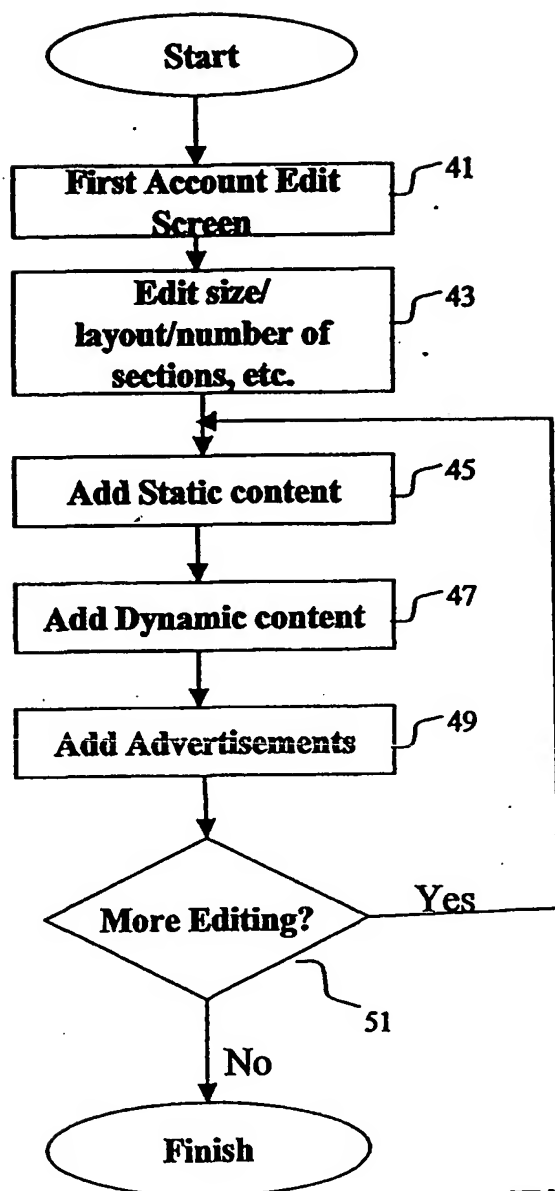 Start
First Account Edit
Screen
41
Edit size/
layout/number of
sections, etc.
43
Add Static content
45
Add Dynamic content
47
Add Advertisements
49
More Editing?
Yes
51
No
Finish